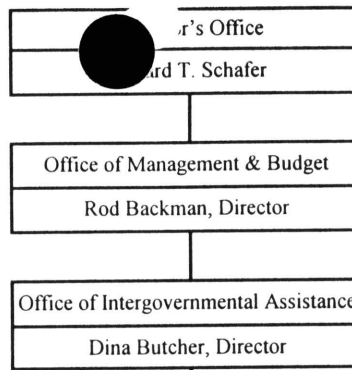 Office
T. Schafer
Office of Management & Budget
Rod Backman, Director
Office of Intergovernmental Assistance
Dina Butcher, Director